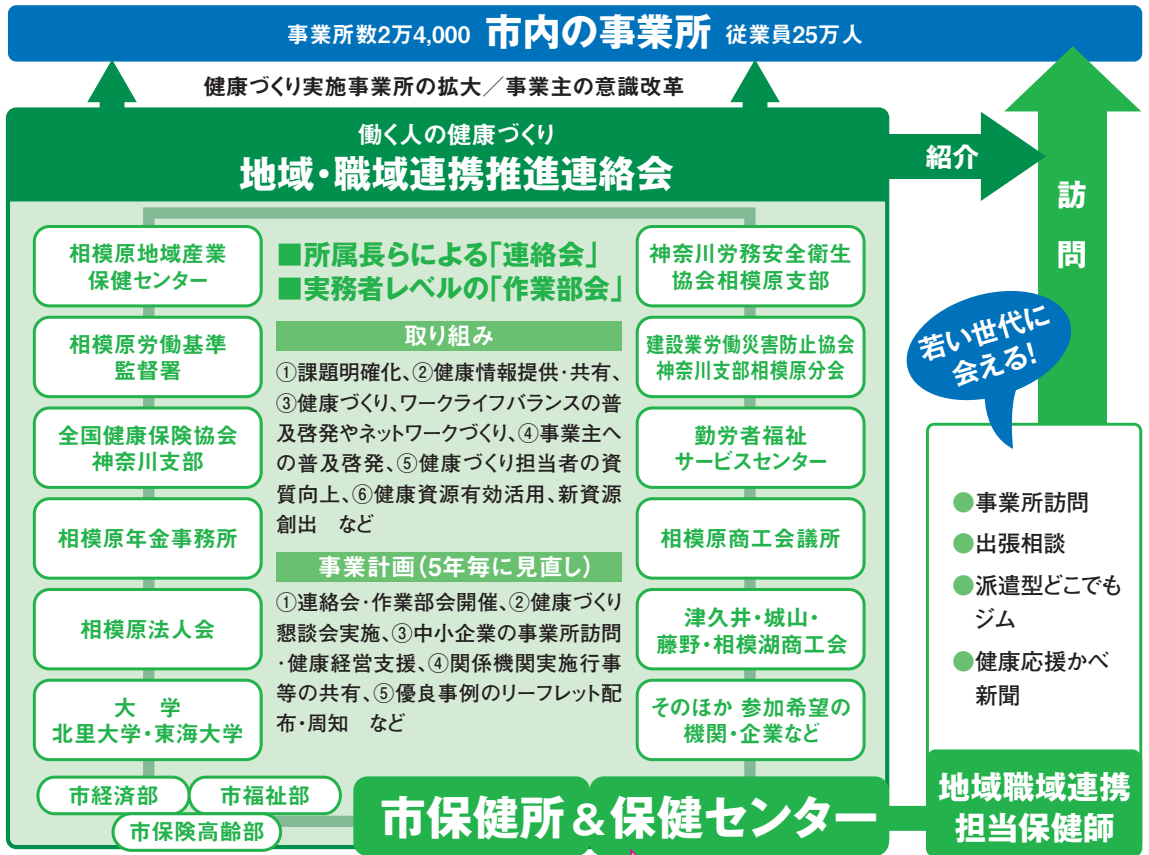 事業所数2万4,000 市内の事業所 従業員25万人
健康づくり実施事業所の拡大／事業主の意識改革
働く人の健康づくり
地域・職域連携推進連絡会
紹介
訪問
相模原地域産業
保健センター
相模原労働基準
監督署
全国健康保険協会
神奈川支部
相模原年金事務所
相模原法人会
大　学
北里大学・東海大学
■所属長らによる「連絡会」
■実務者レベルの「作業部会」
取り組み
①課題明確化、②健康情報提供・共有、
③健康づくり、ワークライフバランスの普
及啓発やネットワークづくり、④事業主へ
の普及啓発、⑤健康づくり担当者の資
質向上、⑥健康資源有効活用、新資源
創出　など
事業計画（5年毎に見直し）
①連絡会・作業部会開催、②健康づくり
懇談会実施、③中小企業の事業所訪問
・健康経営支援、④関係機関実施行事
等の共有、⑤優良事例のリーフレット配
布・周知　など
神奈川労務安全衛生
協会相模原支部
建設業労働災害防止協会
神奈川支部相模原分会
勤労者福祉
サービスセンター
相模原商工会議所
津久井・城山・
藤野・相模湖商工会
そのほか 参加希望の
機関・企業など
市経済部
市福祉部
市保険高齢部
市保健所＆保健センター
若い世代に
会える!
●事業所訪問
●出張相談
●派遣型どこでも
ジム
●健康応援かべ
新聞
地域職域連携
担当保健師